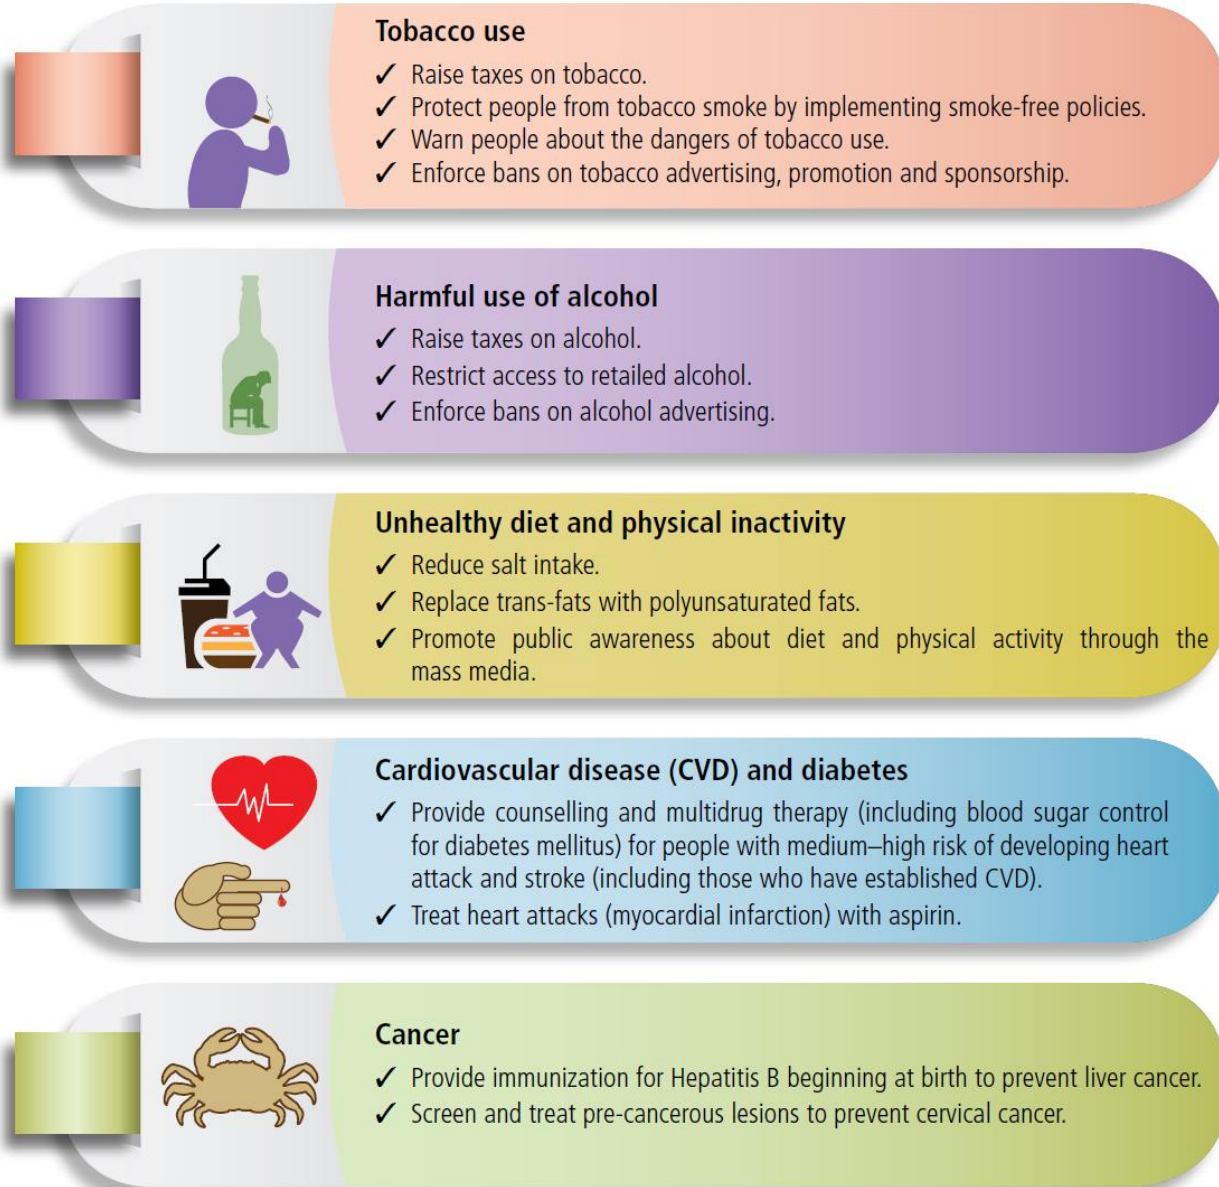 Tobacco use
✓ Raise taxes on tobacco.
✓ Protect people from tobacco smoke by implementing smoke-free policies.
✓ Warn people about the dangers of tobacco use.
✓ Enforce bans on tobacco advertising, promotion and sponsorship.
Harmful use of alcohol
✓ Raise taxes on alcohol.
✓ Restrict access to retailed alcohol.
✓ Enforce bans on alcohol advertising.
Unhealthy diet and physical inactivity
✓ Reduce salt intake.
✓ Replace trans-fats with polyunsaturated fats.
✓ Promote public awareness about diet and physical activity through the
mass media.
Cardiovascular disease (CVD) and diabetes
✓ Provide counselling and multidrug therapy (including blood sugar control
for diabetes mellitus) for people with medium–high risk of developing heart
attack and stroke (including those who have established CVD).
✓ Treat heart attacks (myocardial infarction) with aspirin.
Cancer
✓ Provide immunization for Hepatitis B beginning at birth to prevent liver cancer.
✓ Screen and treat pre-cancerous lesions to prevent cervical cancer.